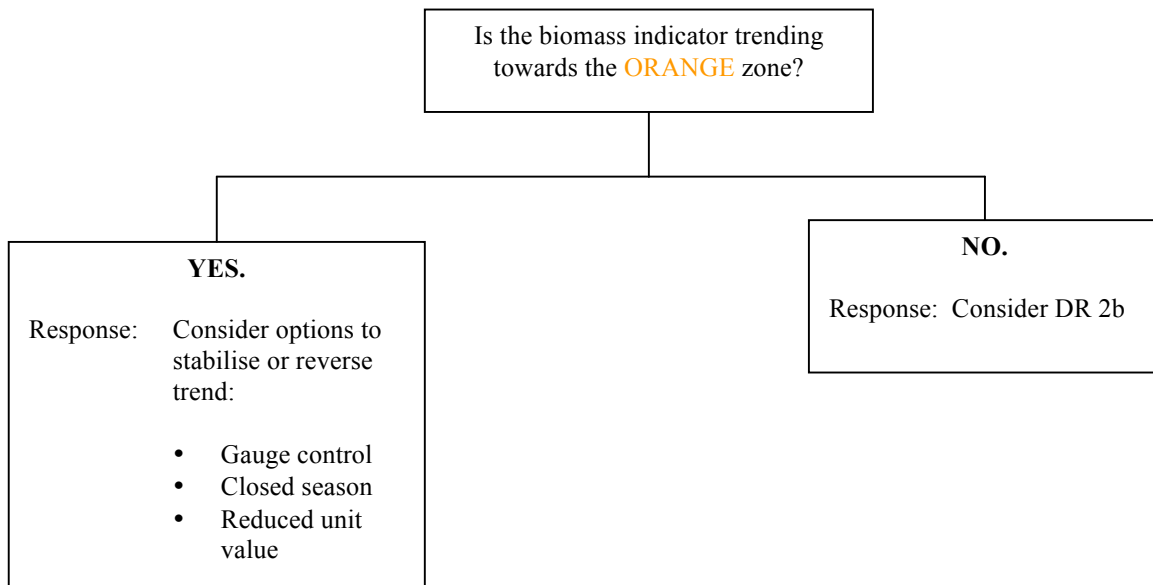 Is the biomass indicator trending
towards the ORANGE zone?
YES.
Response: Consider options to
stabilise or reverse
trend:
• Gauge control
• Closed season
• Reduced unit
value
NO.
Response: Consider DR 2b